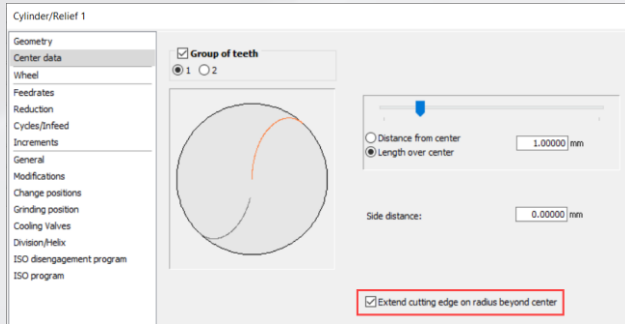 Cylinder/Relief 1
Geometry
Center data
Wheel
Feedrates
Reduction
Cycles/Infeed
Increments
General
Modifications
Change positions
Grinding position
Cooling Valves
Division/Helix
ISO disengagement program
ISO program
Group of teeth
1 2
Distance from center
Length over center
1.00000 mm
Side distance: 0.00000 mm
Extend cutting edge on radius beyond center